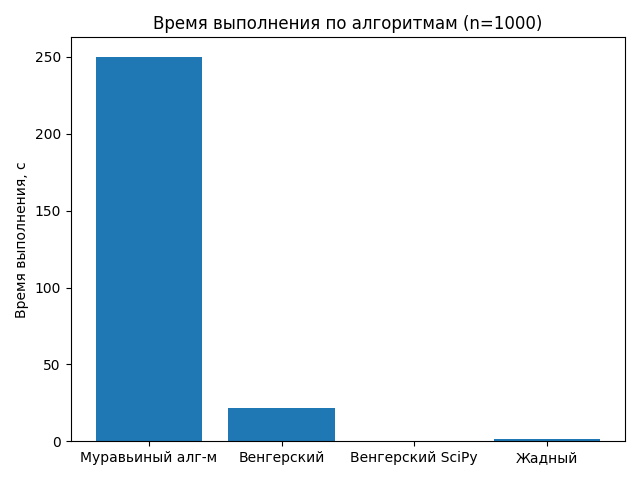 Время выполнения по алгоритмам (n=1000)
Время выполнения, с
250
200
150
100
50
0
Муравьиный алг-м
Венгерский
Венгерский SciPy
Жадный